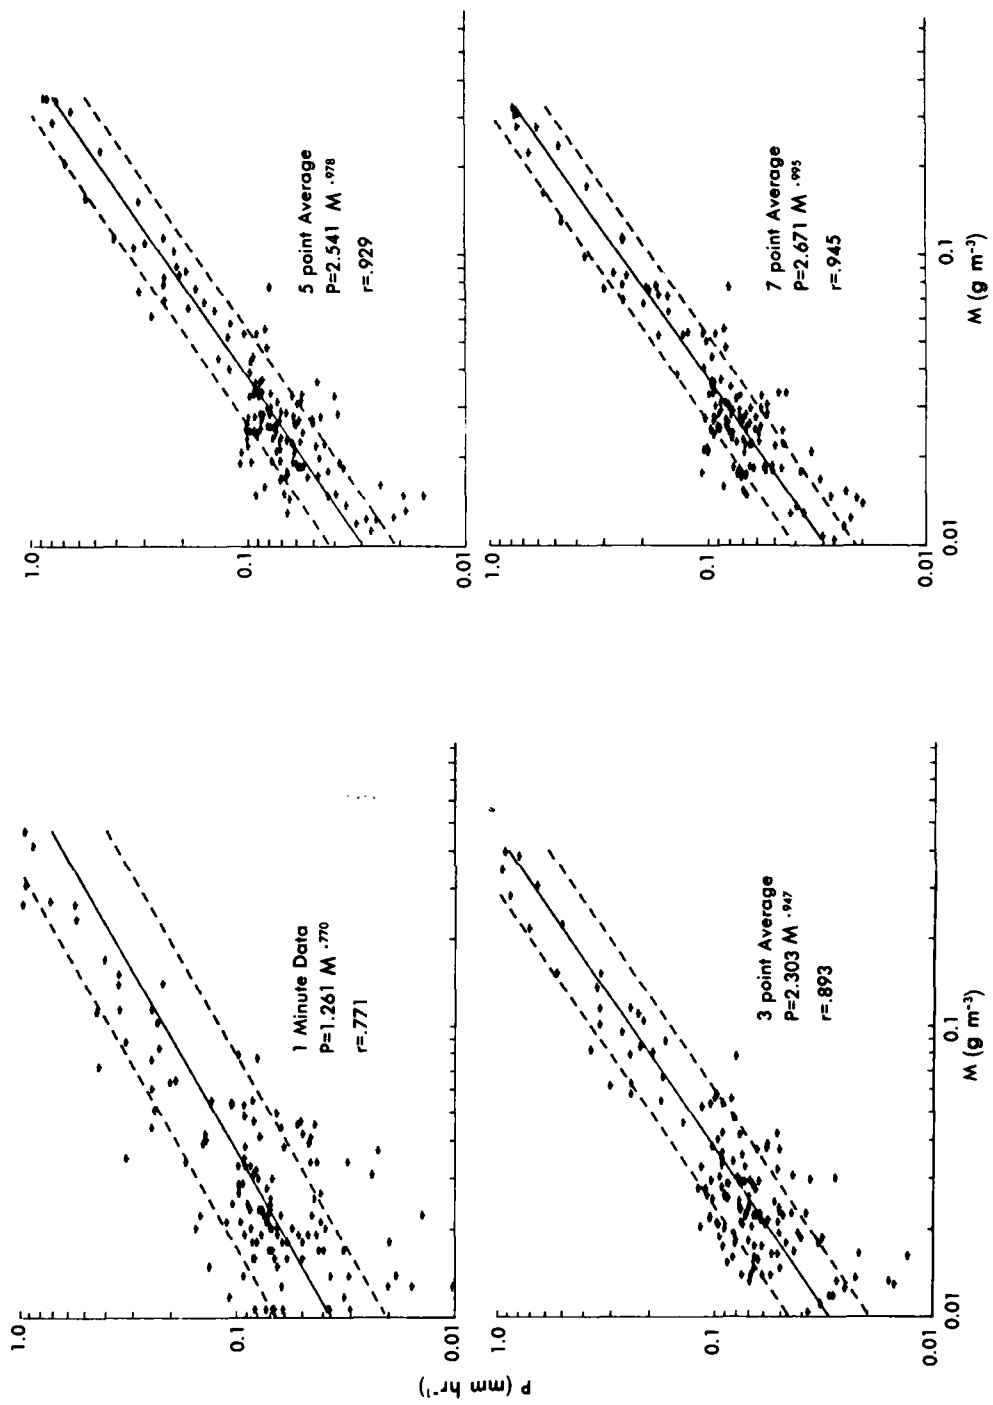 1.0
0.1
0.01
1 Minute Data
P=1.261 M .770
r=.771
1.0
0.1
0.01
5 point Average
P=2.541 M .978
r=.929
P (mm hr⁻¹)
1.0
0.1
0.01
3 point Average
P=2.303 M .947
r=.893
0.01
0.1
M (g m⁻³)
1.0
0.1
0.01
7 point Average
P=2.671 M .995
r=.945
0.01
0.1
M (g m⁻³)